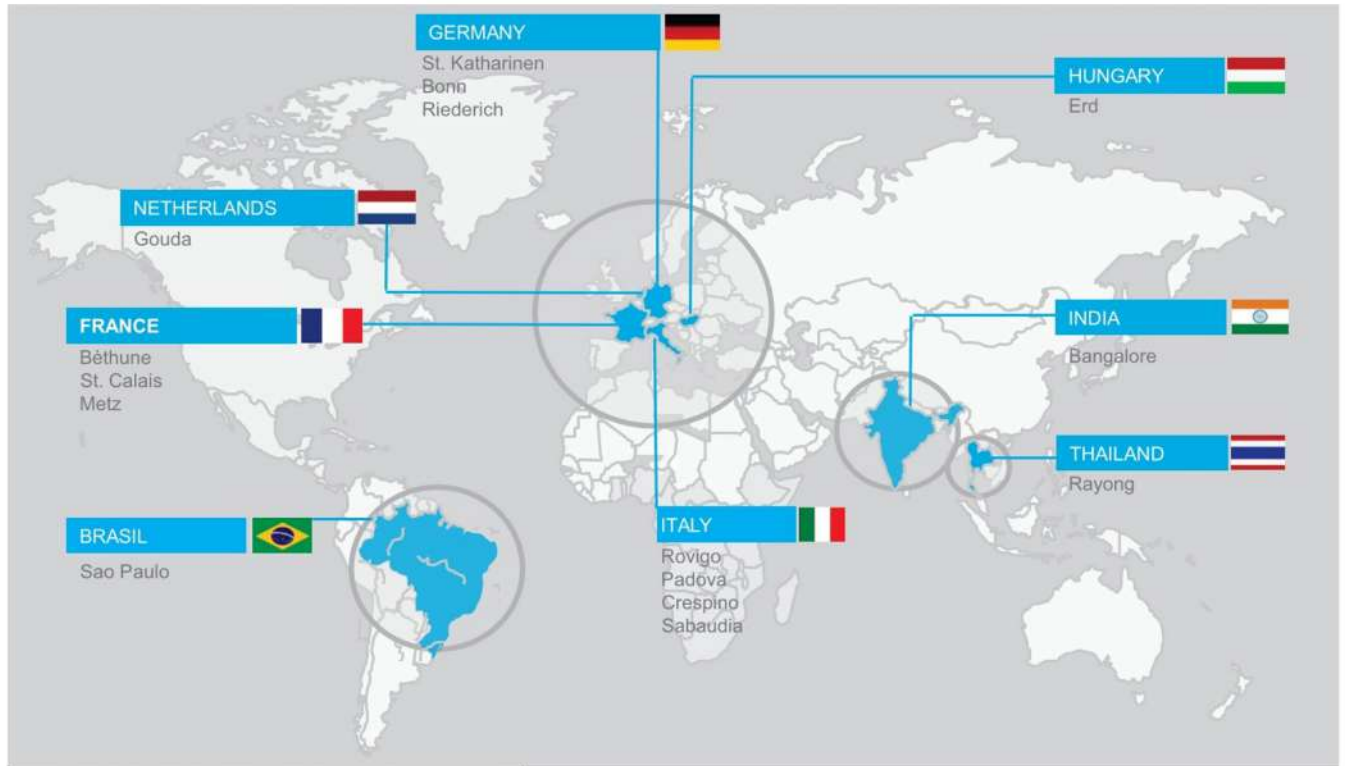 GERMANY
St. Katharinen
Bonn
Riederich
HUNGARY
Erd
NETHERLANDS
Gouda
FRANCE
Béthune
St. Calais
Metz
INDIA
Bangalore
THAILAND
Rayong
BRASIL
Sao Paulo
ITALY
Rovigo
Padova
Crespino
Sabaudia